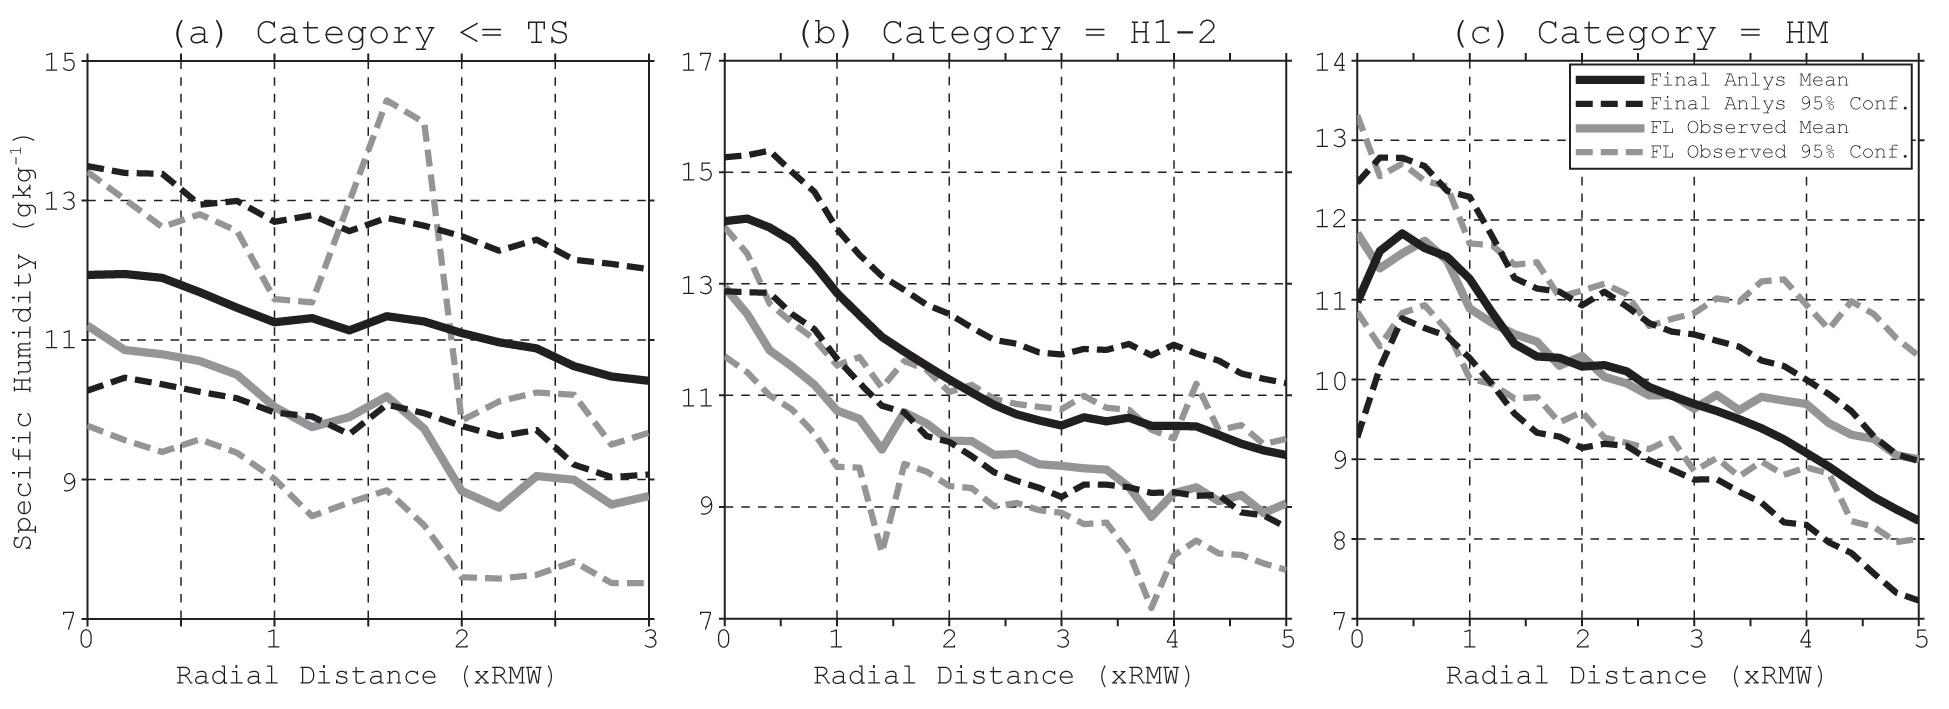 (a) Category <= TS
(b) Category = H1-2
(c) Category = HM
Specific Humidity (gkg⁻¹)
15
13
11
9
7
0 1 2 3
Radial Distance (xRMW)
17
15
13
11
9
7
0 1 2 3 4 5
Radial Distance (xRMW)
14
13
12
11
10
9
8
7
0 1 2 3 4 5
Radial Distance (xRMW)
Final Anlys Mean
Final Anlys 95% Conf.
FL Observed Mean
FL Observed 95% Conf.